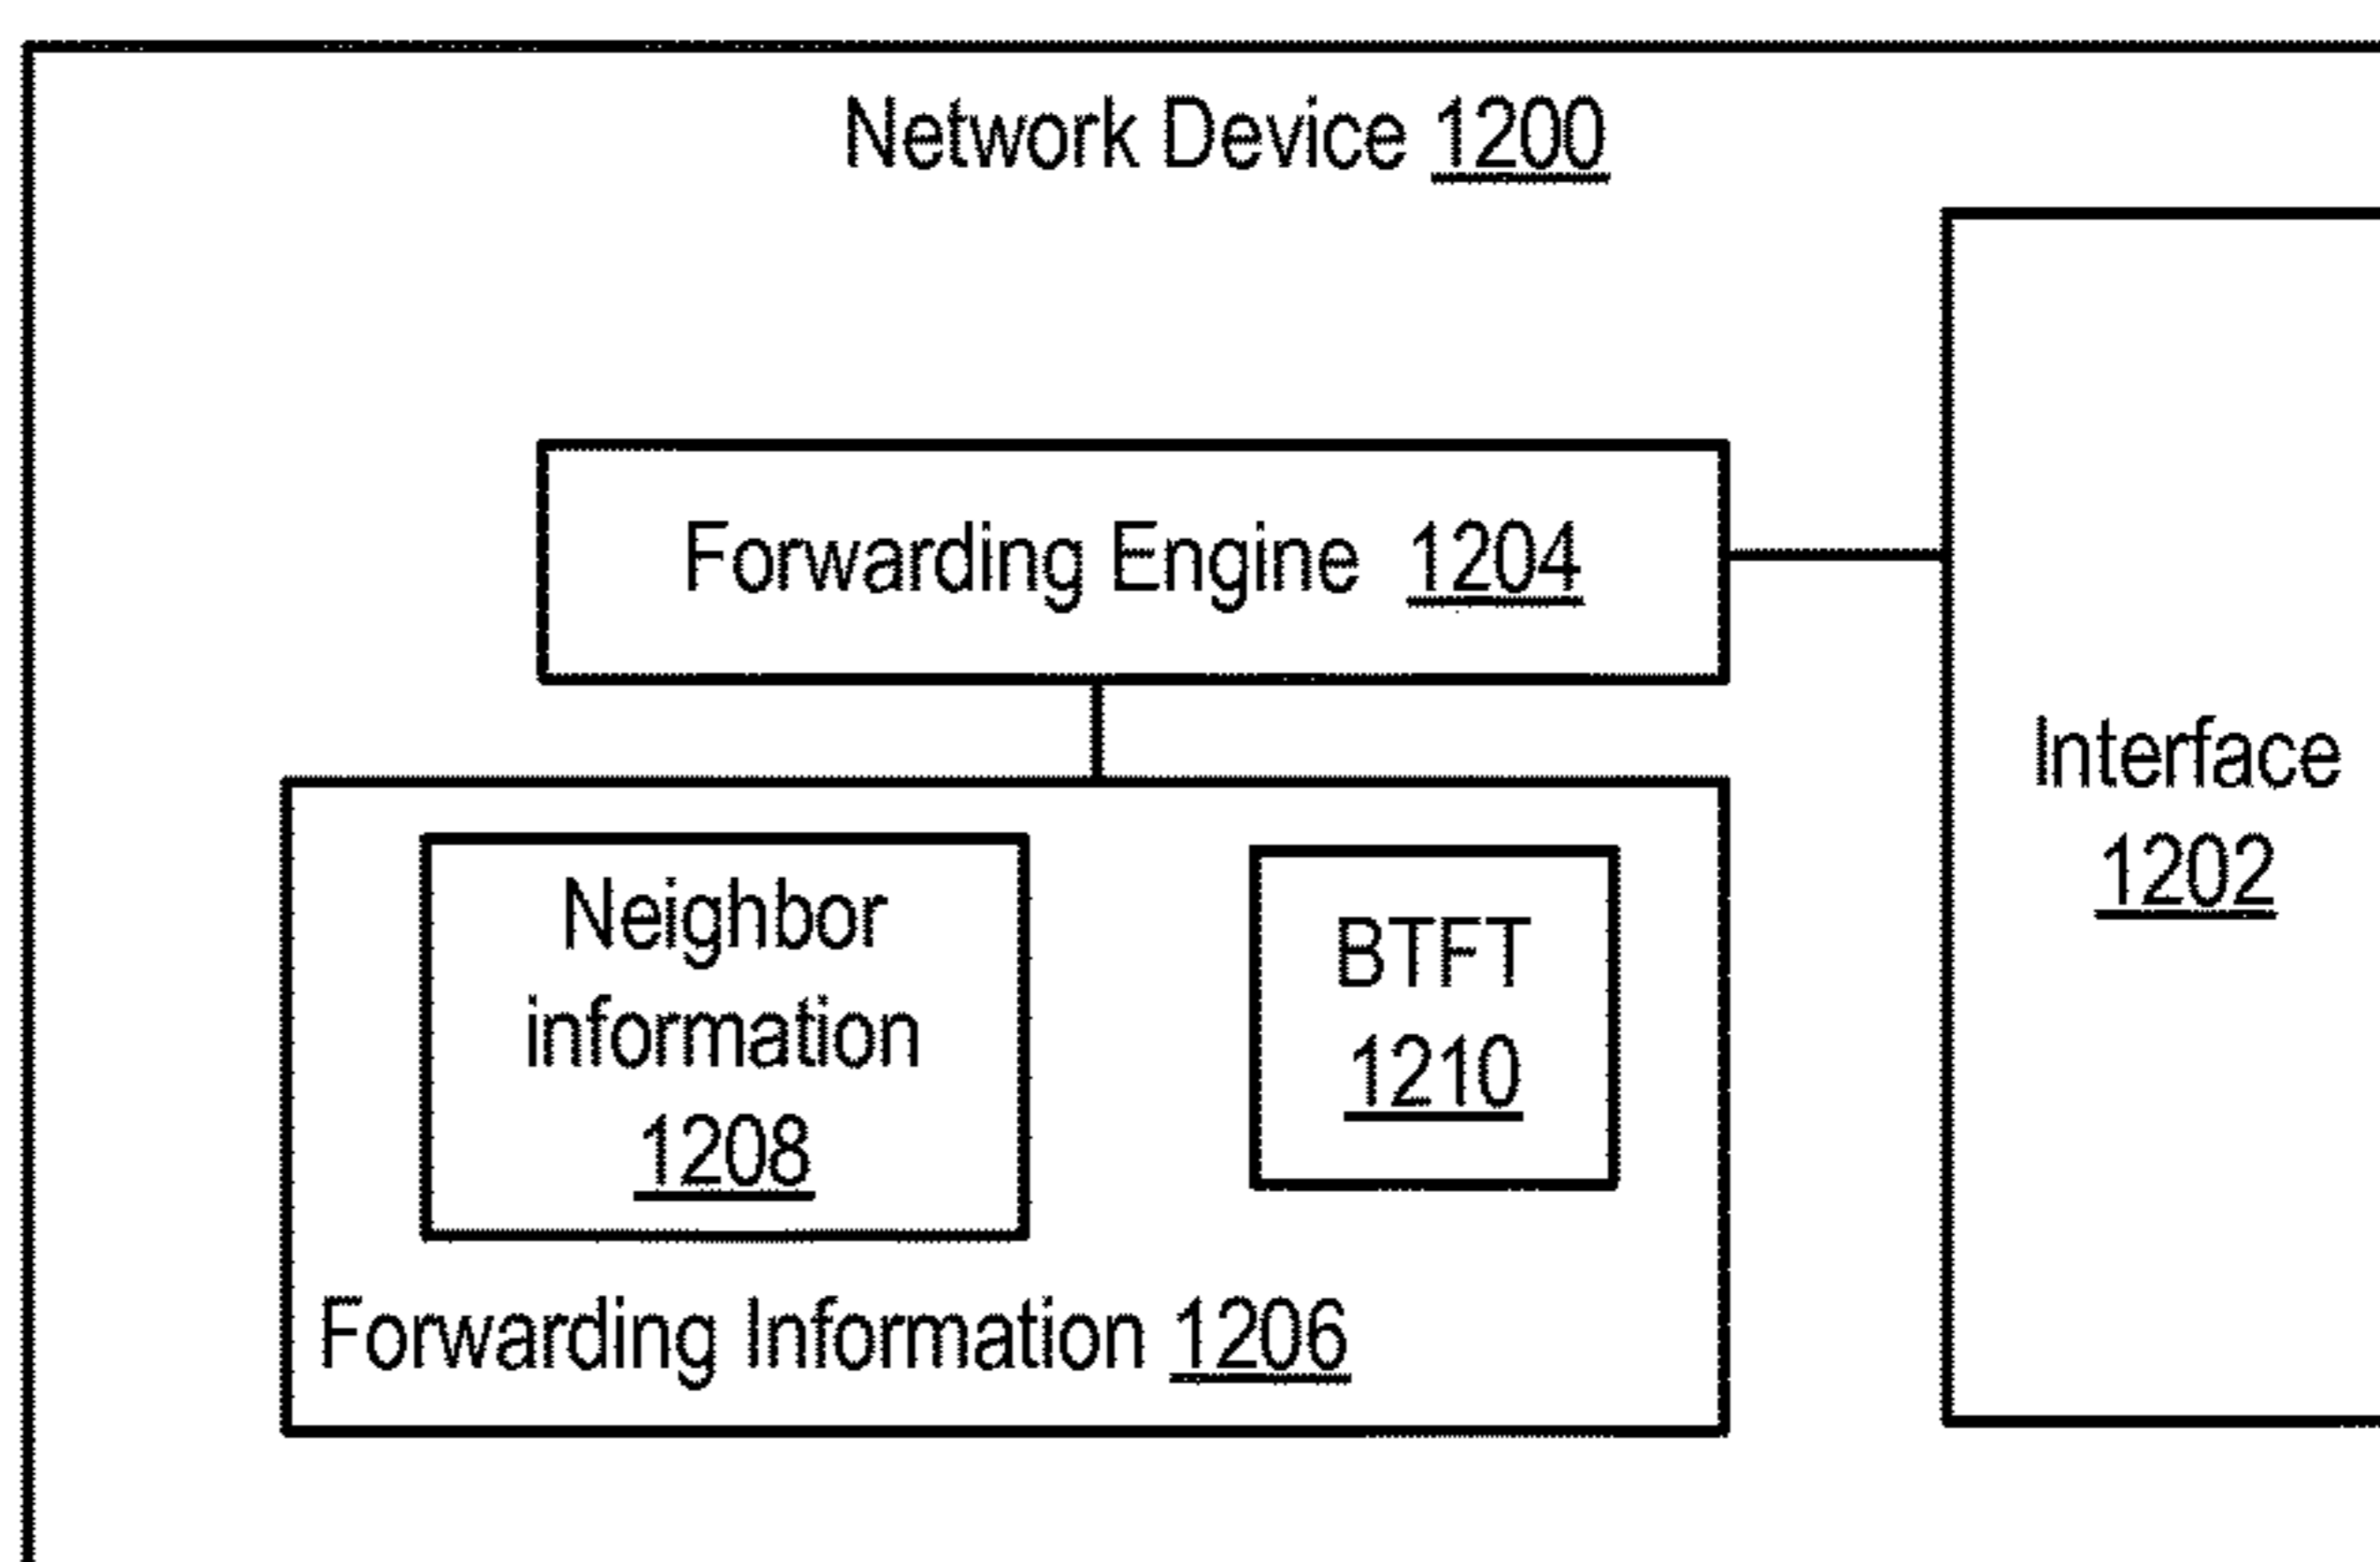 Network Device 1200
Forwarding Engine 1204
Interface
1202
Neighbor
information
1208
BTFT
1210
Forwarding Information 1206